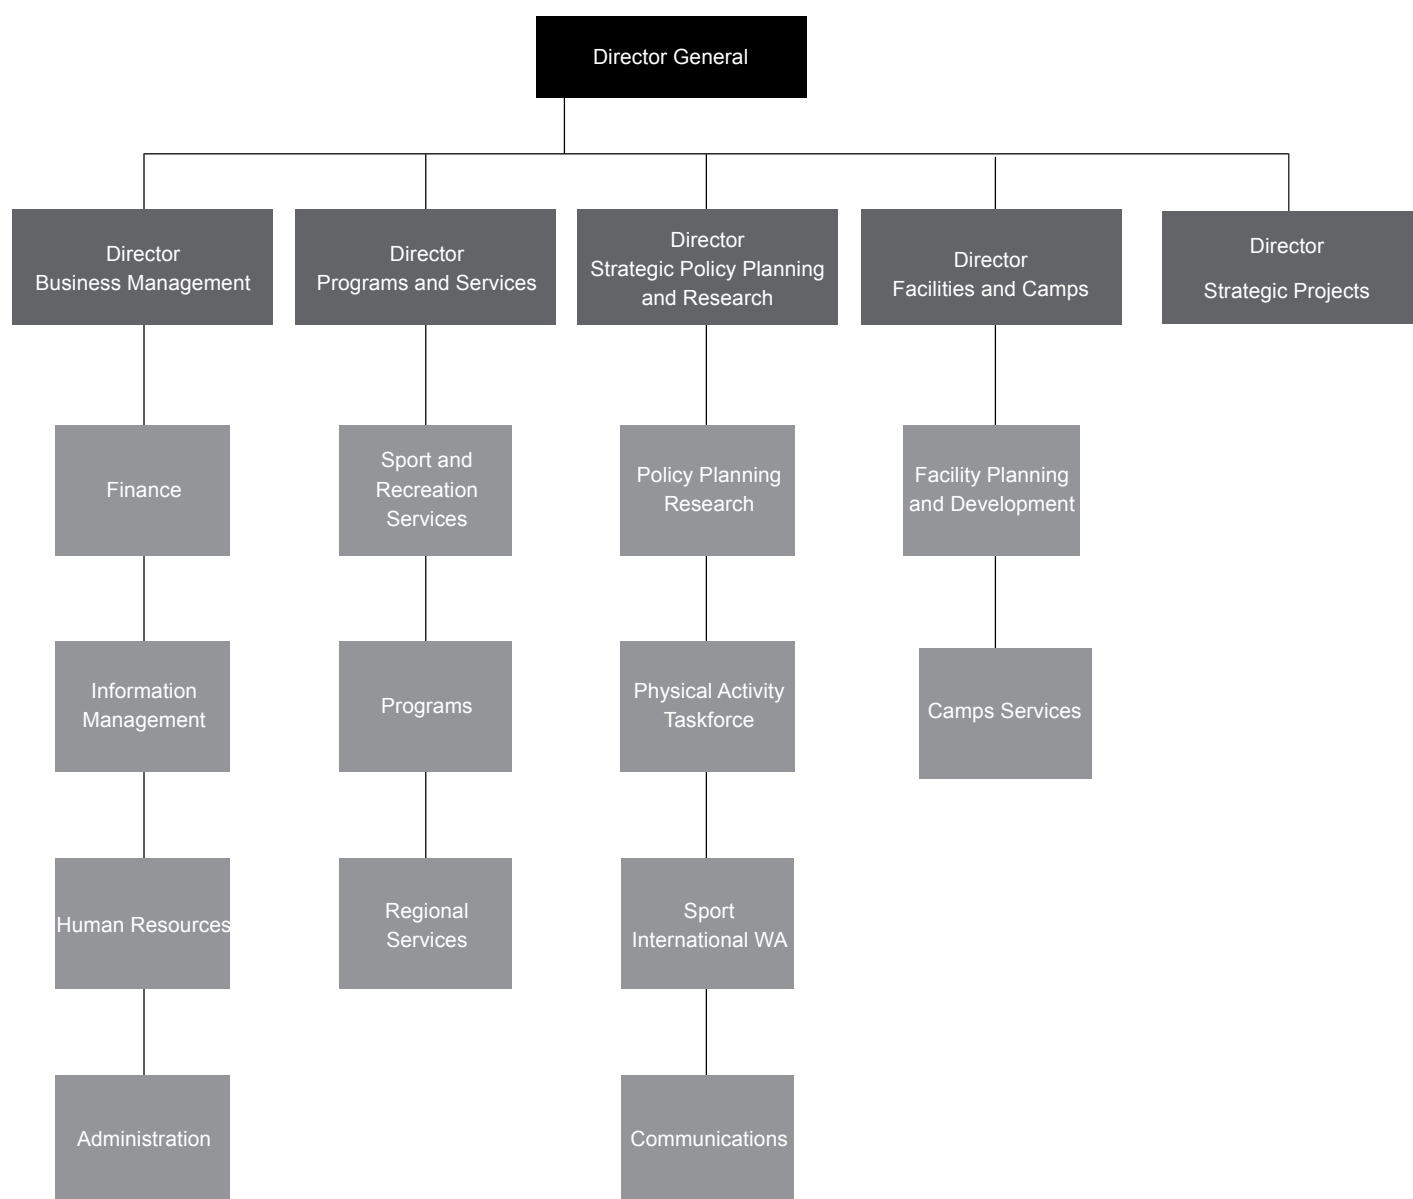 Director General
Director
Business Management
Director
Programs and Services
Director
Strategic Policy Planning
and Research
Director
Facilities and Camps
Director
Strategic Projects
Finance
Sport and
Recreation
Services
Policy Planning
Research
Facility Planning
and Development
Information
Management
Programs
Physical Activity
Taskforce
Camps Services
Human Resources
Regional
Services
Sport
International WA
Administration
Communications